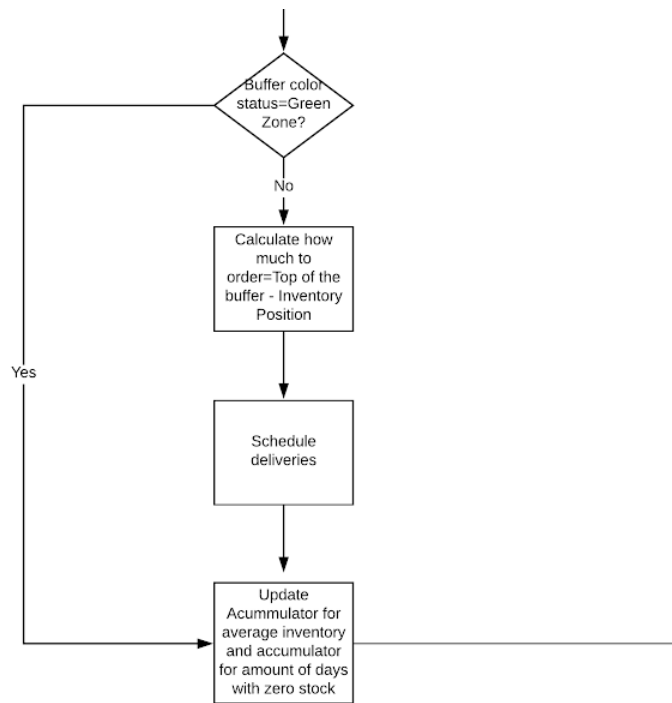 Buffer color
status=Green
Zone?
No
Calculate how
much to
order=Top of the
buffer - Inventory
Position
Yes
Schedule
deliveries
Update
Acummulator for
average inventory
and accumulator
for amount of days
with zero stock